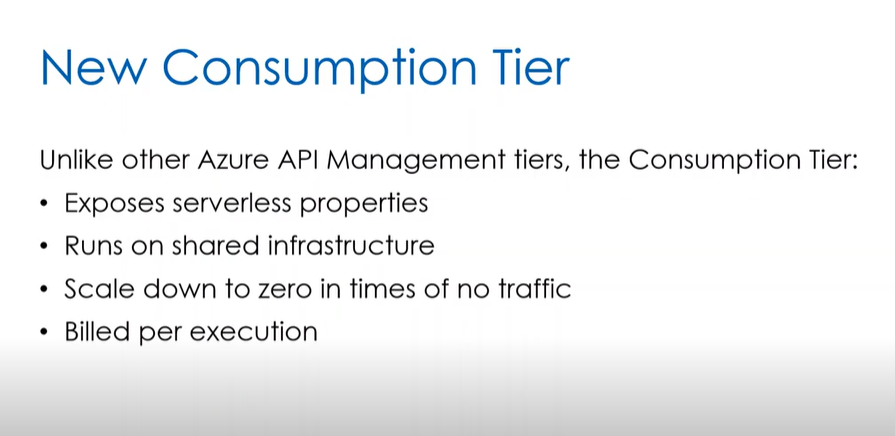 New Consumption Tier
Unlike other Azure API Management tiers, the Consumption Tier:
• Exposes serverless properties
• Runs on shared infrastructure
• Scale down to zero in times of no traffic
• Billed per execution